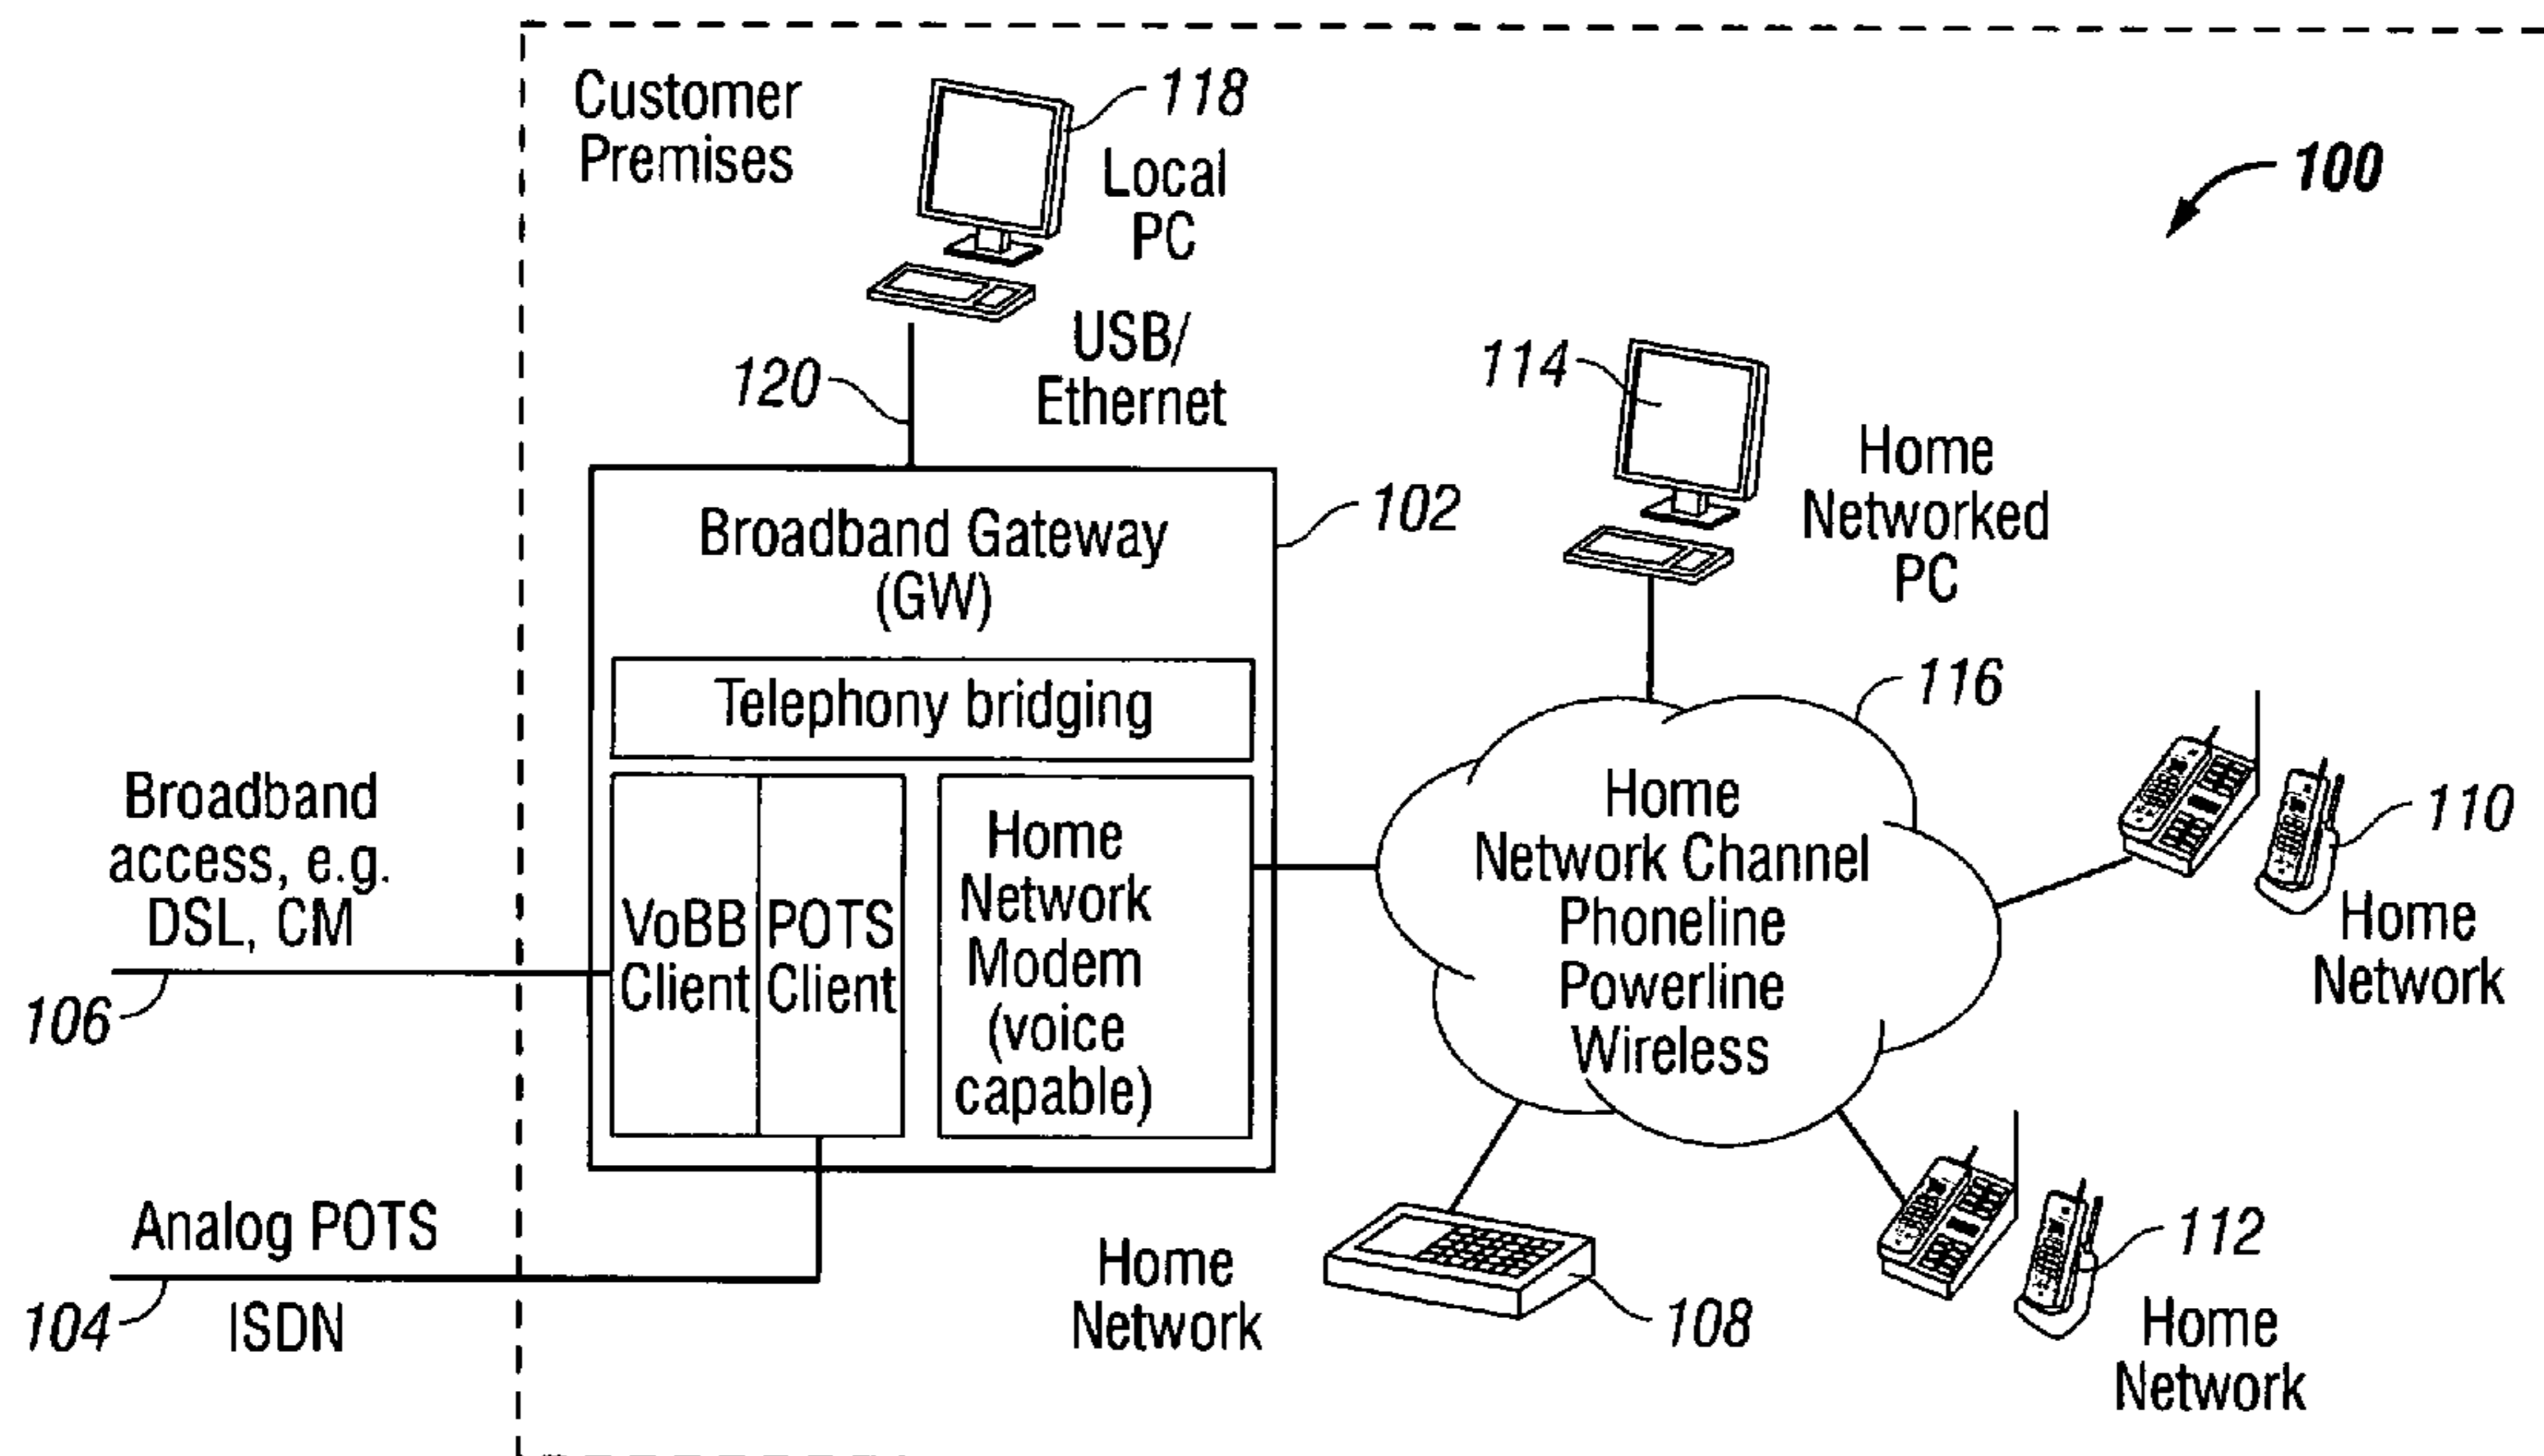 Customer
Premises
118
Local
PC
100
USB/
Ethernet
120
114
Home
Networked
PC
Broadband Gateway
(GW)
102
Telephony bridging
116
Broadband
access, e.g.
DSL, CM
106
VoBB
Client
POTS
Client
Home
Network
Modem
(voice
capable)
Home
Network Channel
Phoneline
Powerline
Wireless
110
Home
Network
Analog POTS
104
ISDN
Home
Network
108
112
Home
Network